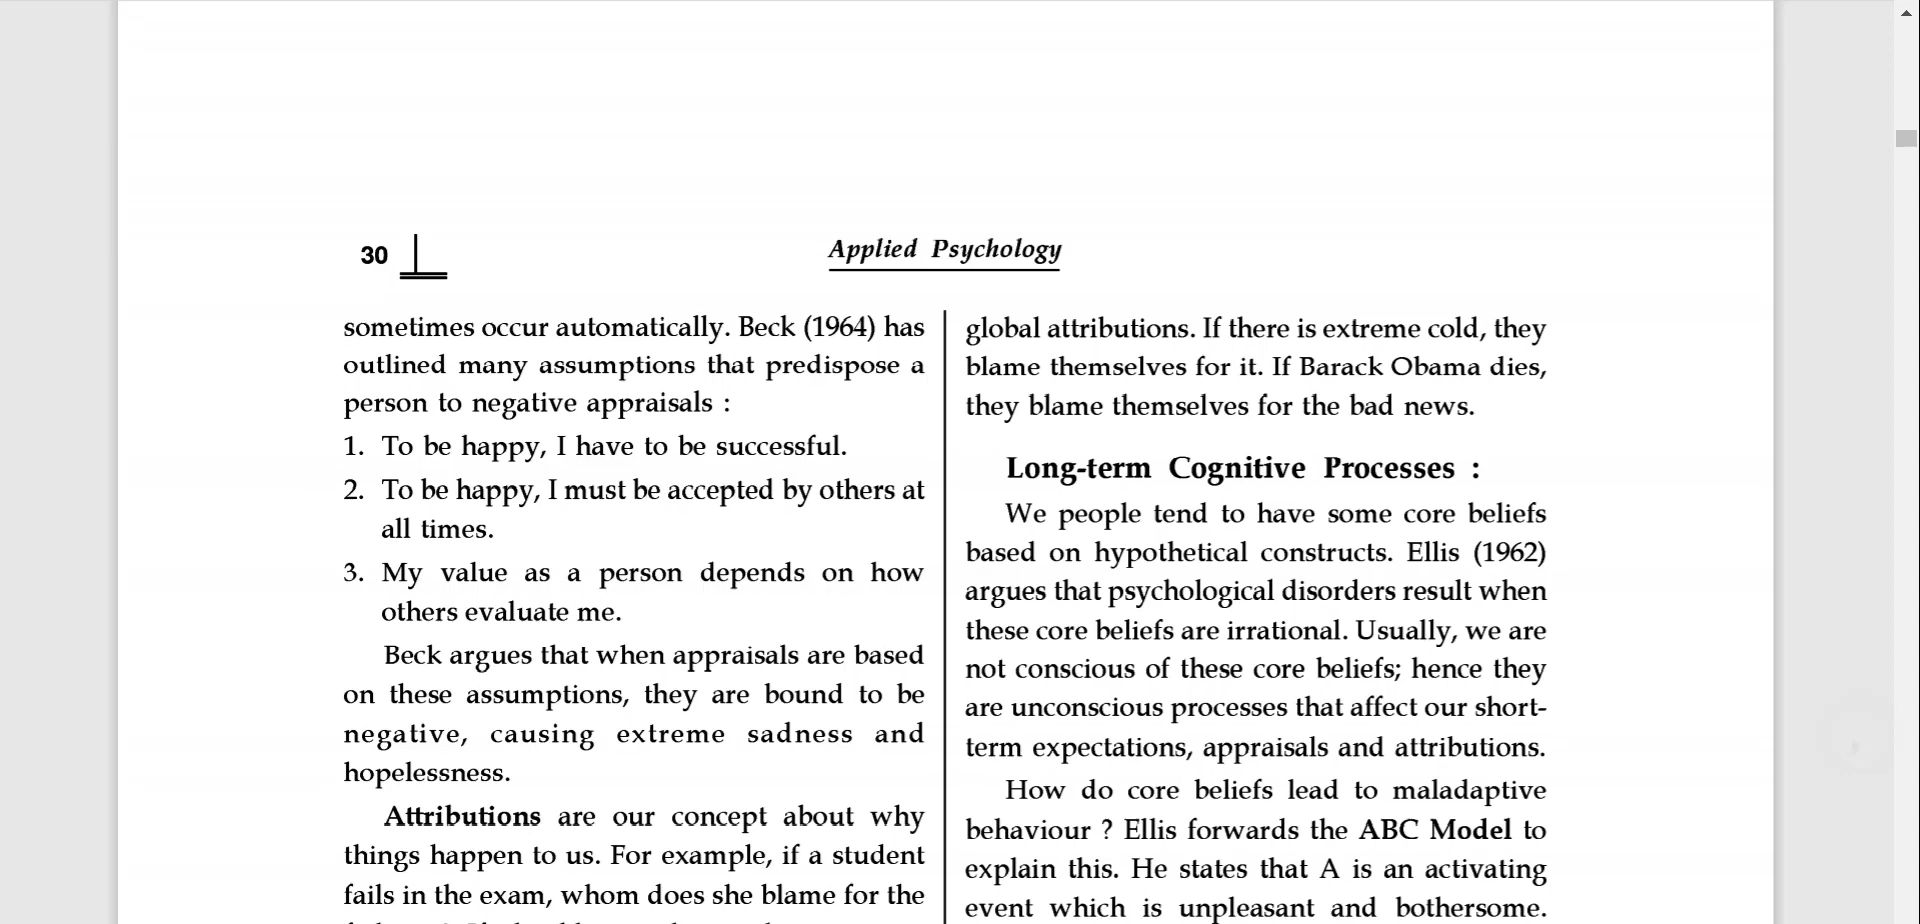 30
Applied Psychology
sometimes occur automatically. Beck (1964) has
outlined many assumptions that predispose a
person to negative appraisals :
1. To be happy, I have to be successful.
2. To be happy, I must be accepted by others at
all times.
3. My value as a person depends on how
others evaluate me.
Beck argues that when appraisals are based
on these assumptions, they are bound to be
negative, causing extreme sadness and
hopelessness.
Attributions are our concept about why
things happen to us. For example, if a student
fails in the exam, whom does she blame for the
global attributions. If there is extreme cold, they
blame themselves for it. If Barack Obama dies,
they blame themselves for the bad news.
Long-term Cognitive Processes :
We people tend to have some core beliefs
based on hypothetical constructs. Ellis (1962)
argues that psychological disorders result when
these core beliefs are irrational. Usually, we are
not conscious of these core beliefs; hence they
are unconscious processes that affect our short-
term expectations, appraisals and attributions.
How do core beliefs lead to maladaptive
behaviour ? Ellis forwards the ABC Model to
explain this. He states that A is an activating
event which is unpleasant and bothersome.